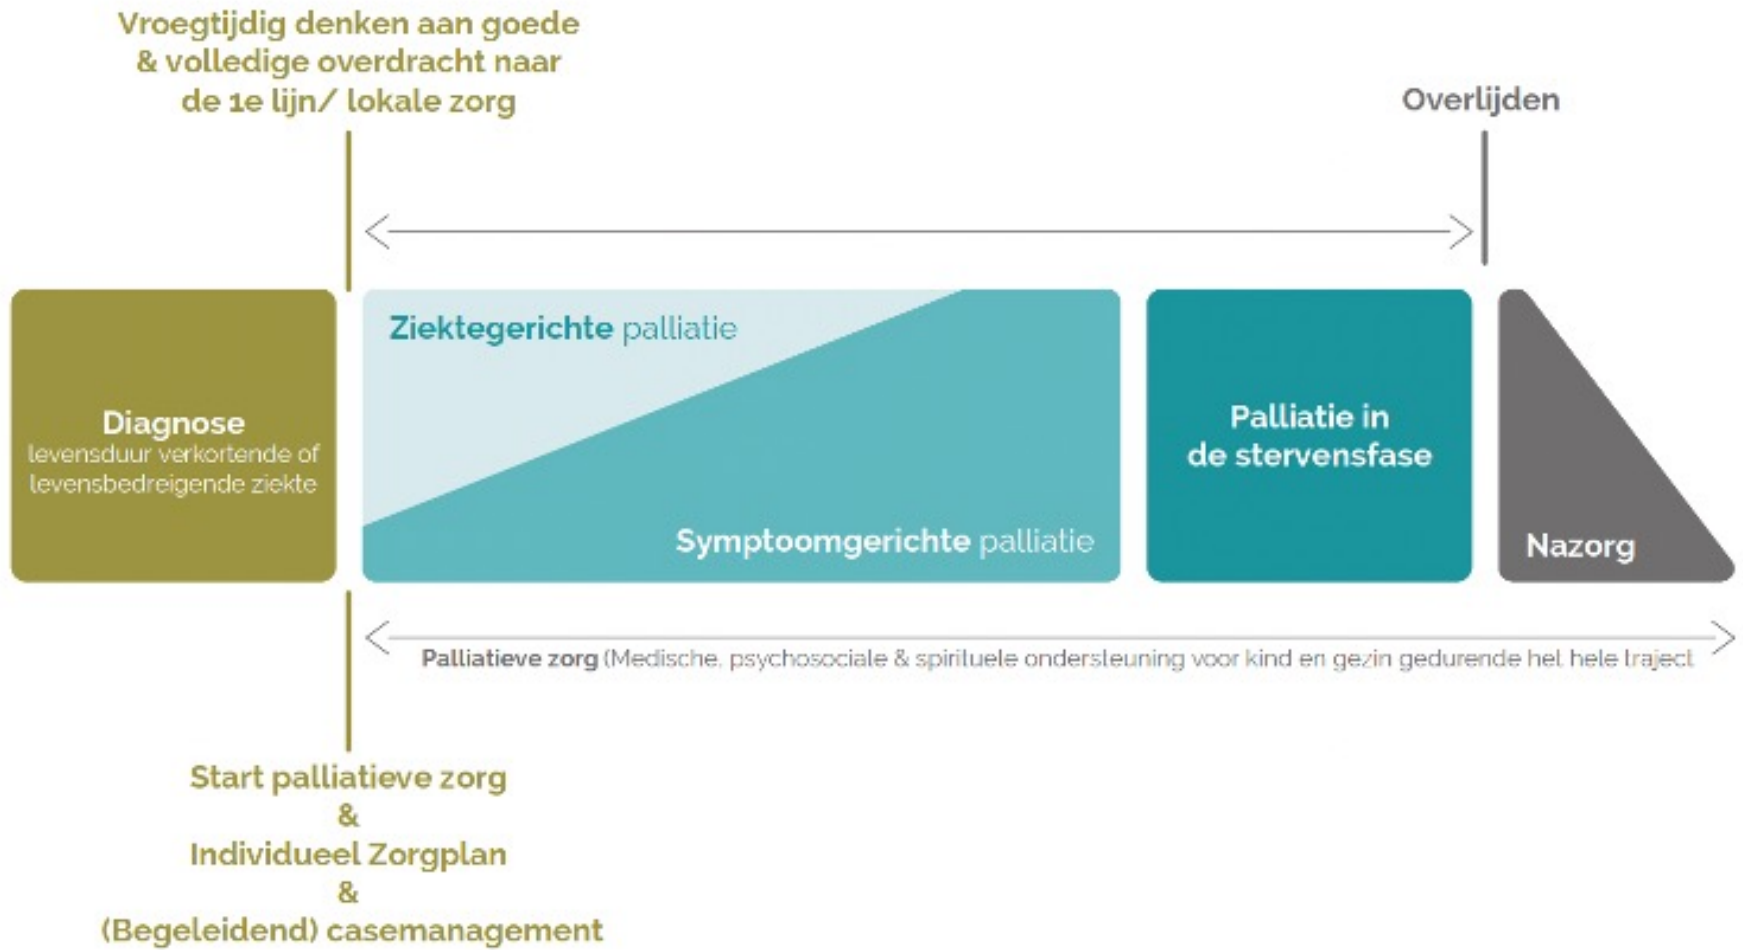 Vroegtijdig denken aan goede
& volledige overdracht naar
de 1e lijn/ lokale zorg
Overlijden
Ziektegerichte palliatie
Diagnose
levensduur verkortende of
levensbedreigende ziekte
Symptoomgerichte palliatie
Palliatie in
de stervensfase
Nazorg
Palliatieve zorg (Medische, psychosociale & spirituele ondersteuning voor kind en gezin gedurende het hele traject
Start palliatieve zorg
&
Individueel Zorgplan
&
(Begeleidend) casemanagement